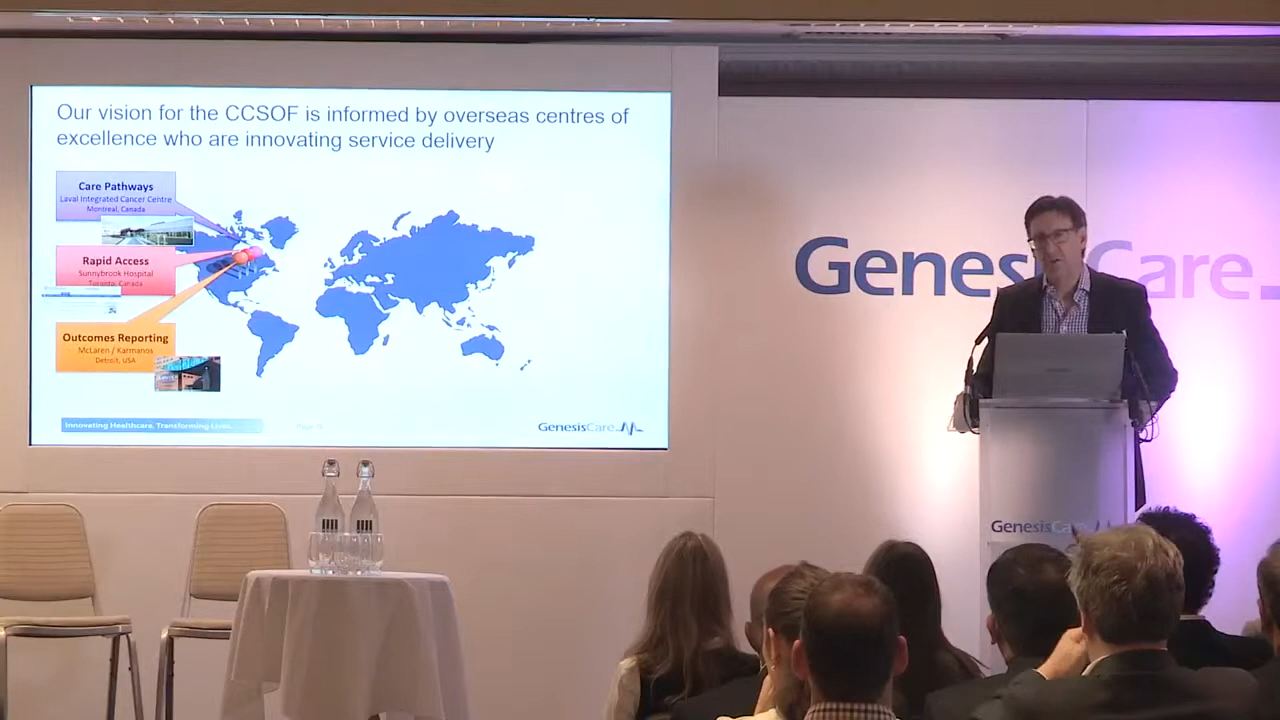 Our vision for the CCSOF is informed by overseas centres of
excellence who are innovating service delivery
Care Pathways
Laval Integrated Cancer Centre
Montreal, Canada
Rapid Access
Sunnybrook Hospital
Toronto, Canada
Outcomes Reporting
McLaren / Karmanos
Detroit, USA
Innovating Healthcare. Transforming Lives.
Page
GenesisCare
GenesisCare
GenesisCare